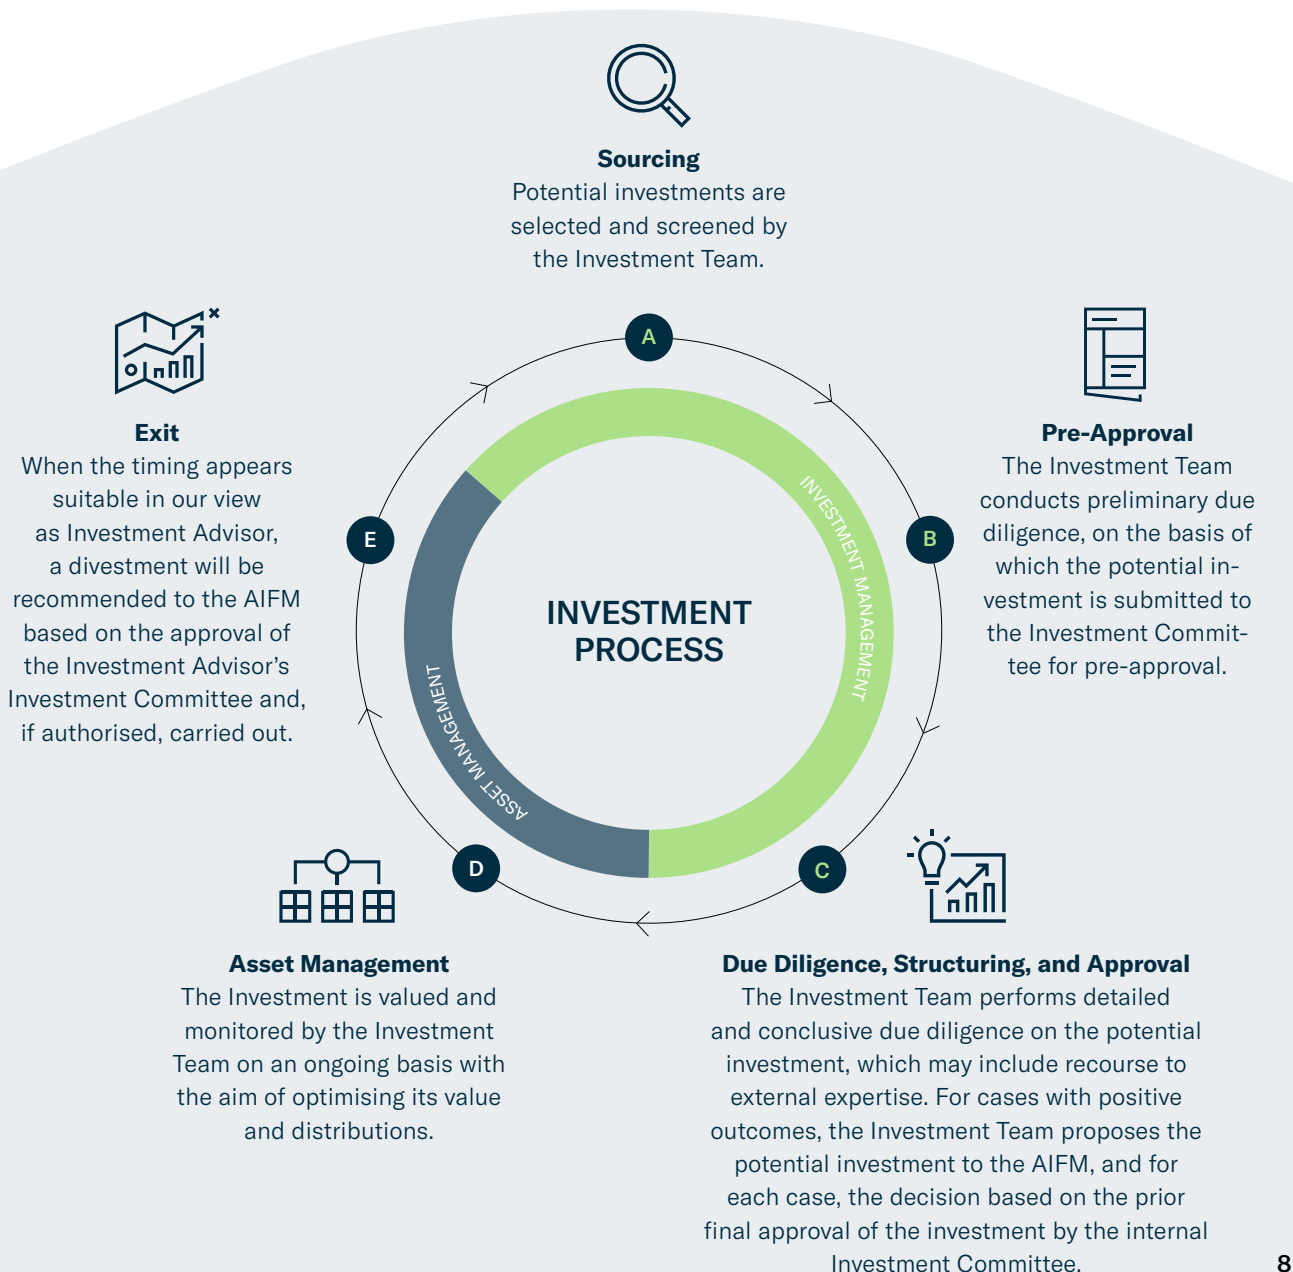 Sourcing
Potential investments are
selected and screened by
the Investment Team.
A
Pre-Approval
The Investment Team
conducts preliminary due
diligence, on the basis of
which the potential in-
vestment is submitted to
the Investment Commit-
tee for pre-approval.
B
Due Diligence, Structuring, and Approval
The Investment Team performs detailed
and conclusive due diligence on the potential
investment, which may include recourse to
external expertise. For cases with positive
outcomes, the Investment Team proposes the
potential investment to the AIFM, and for
each case, the decision based on the prior
final approval of the investment by the internal
Investment Committee.
C
Asset Management
The Investment is valued and
monitored by the Investment
Team on an ongoing basis with
the aim of optimising its value
and distributions.
D
Exit
When the timing appears
suitable in our view
as Investment Advisor,
a divestment will be
recommended to the AIFM
based on the approval of
the Investment Advisor’s
Investment Committee and,
if authorised, carried out.
E
INVESTMENT
PROCESS
INVESTMENT MANAGEMENT
ASSET MANAGEMENT
8